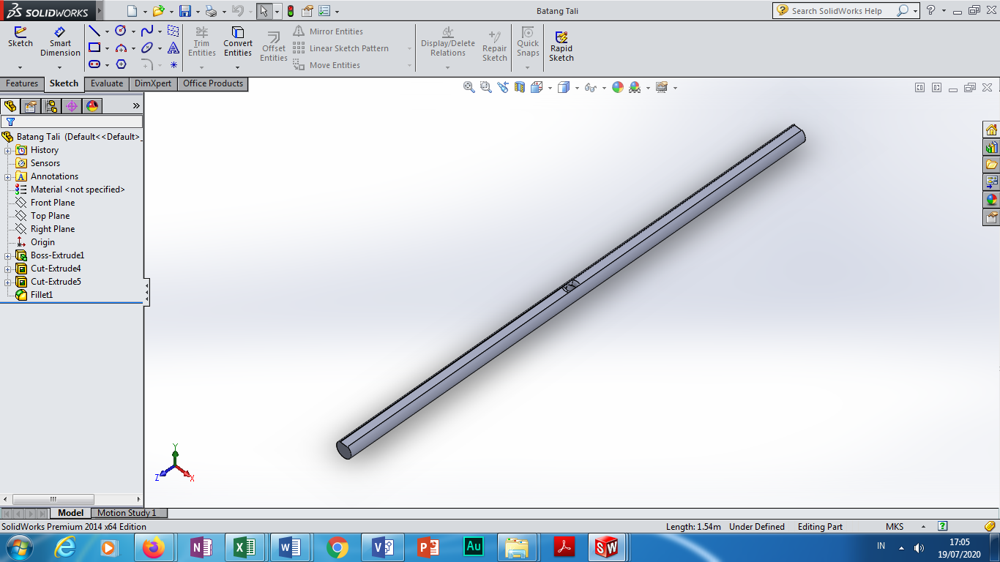 SOLIDWORKS
Batang Tali
Search SolidWorks Help
Sketch
Smart Dimension
Trim Entities
Convert Entities
Offset Entities
Mirror Entities
Linear Sketch Pattern
Move Entities
Display/Delete Relations
Repair Sketch
Quick Snaps
Rapid Sketch
Features
Sketch
Evaluate
DimXpert
Office Products
Batang Tali (Default<<Default>_
History
Sensors
Annotations
Material <not specified>
Front Plane
Top Plane
Right Plane
Origin
Boss-Extrude1
Cut-Extrude4
Cut-Extrude5
Fillet1
Y
Z
X
Model
Motion Study 1
SolidWorks Premium 2014 x64 Edition
Length: 1.54m
Under Defined
Editing Part
MKS
IN
17:05
19/07/2020